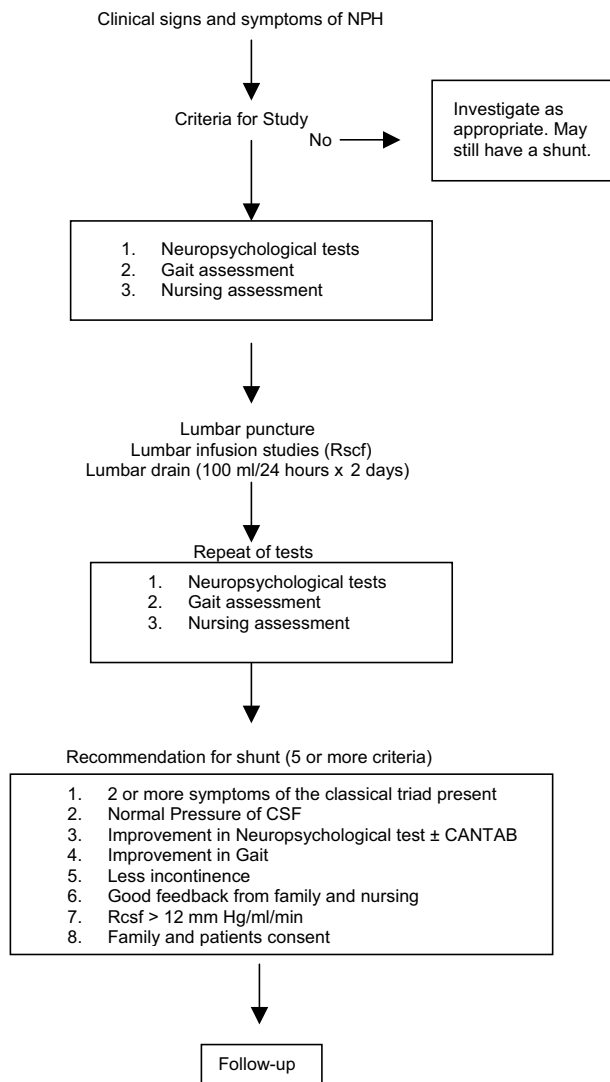 Clinical signs and symptoms of NPH
Criteria for Study
No
Investigate as
appropriate. May
still have a shunt.
1. Neuropsychological tests
2. Gait assessment
3. Nursing assessment
Lumbar puncture
Lumbar infusion studies (Rscf)
Lumbar drain (100 ml/24 hours x 2 days)
Repeat of tests
1. Neuropsychological tests
2. Gait assessment
3. Nursing assessment
Recommendation for shunt (5 or more criteria)
1. 2 or more symptoms of the classical triad present
2. Normal Pressure of CSF
3. Improvement in Neuropsychological test ± CANTAB
4. Improvement in Gait
5. Less incontinence
6. Good feedback from family and nursing
7. Rcsf > 12 mm Hg/ml/min
8. Family and patients consent
Follow-up